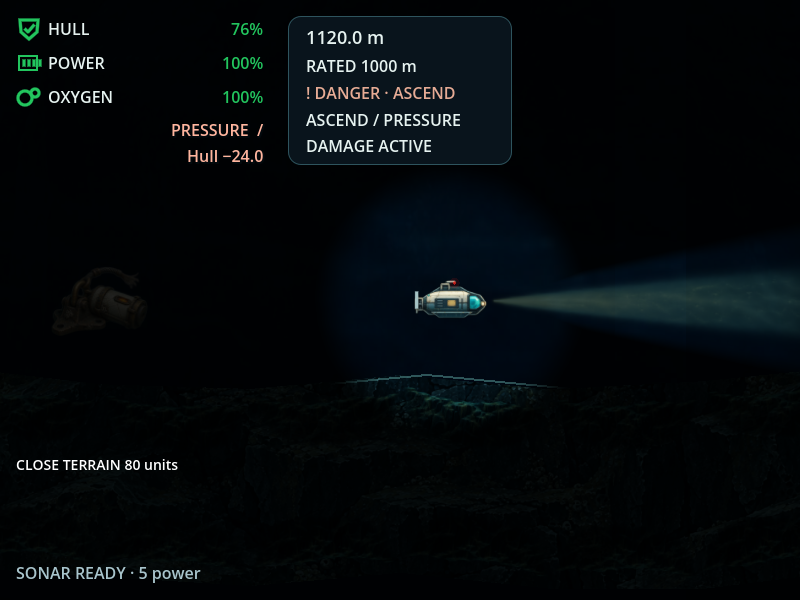 HULL 76%
POWER 100%
OXYGEN 100%
PRESSURE /
Hull −24.0
1120.0 m
RATED 1000 m
! DANGER · ASCEND
ASCEND / PRESSURE
DAMAGE ACTIVE
CLOSE TERRAIN 80 units
SONAR READY · 5 power